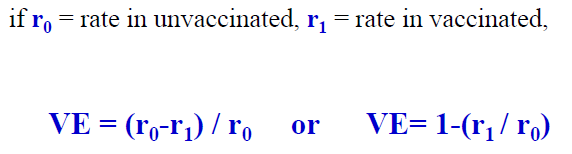 if r₀ = rate in unvaccinated, r₁ = rate in vaccinated,
VE = (r₀-r₁) / r₀ or VE= 1-(r₁ / r₀)